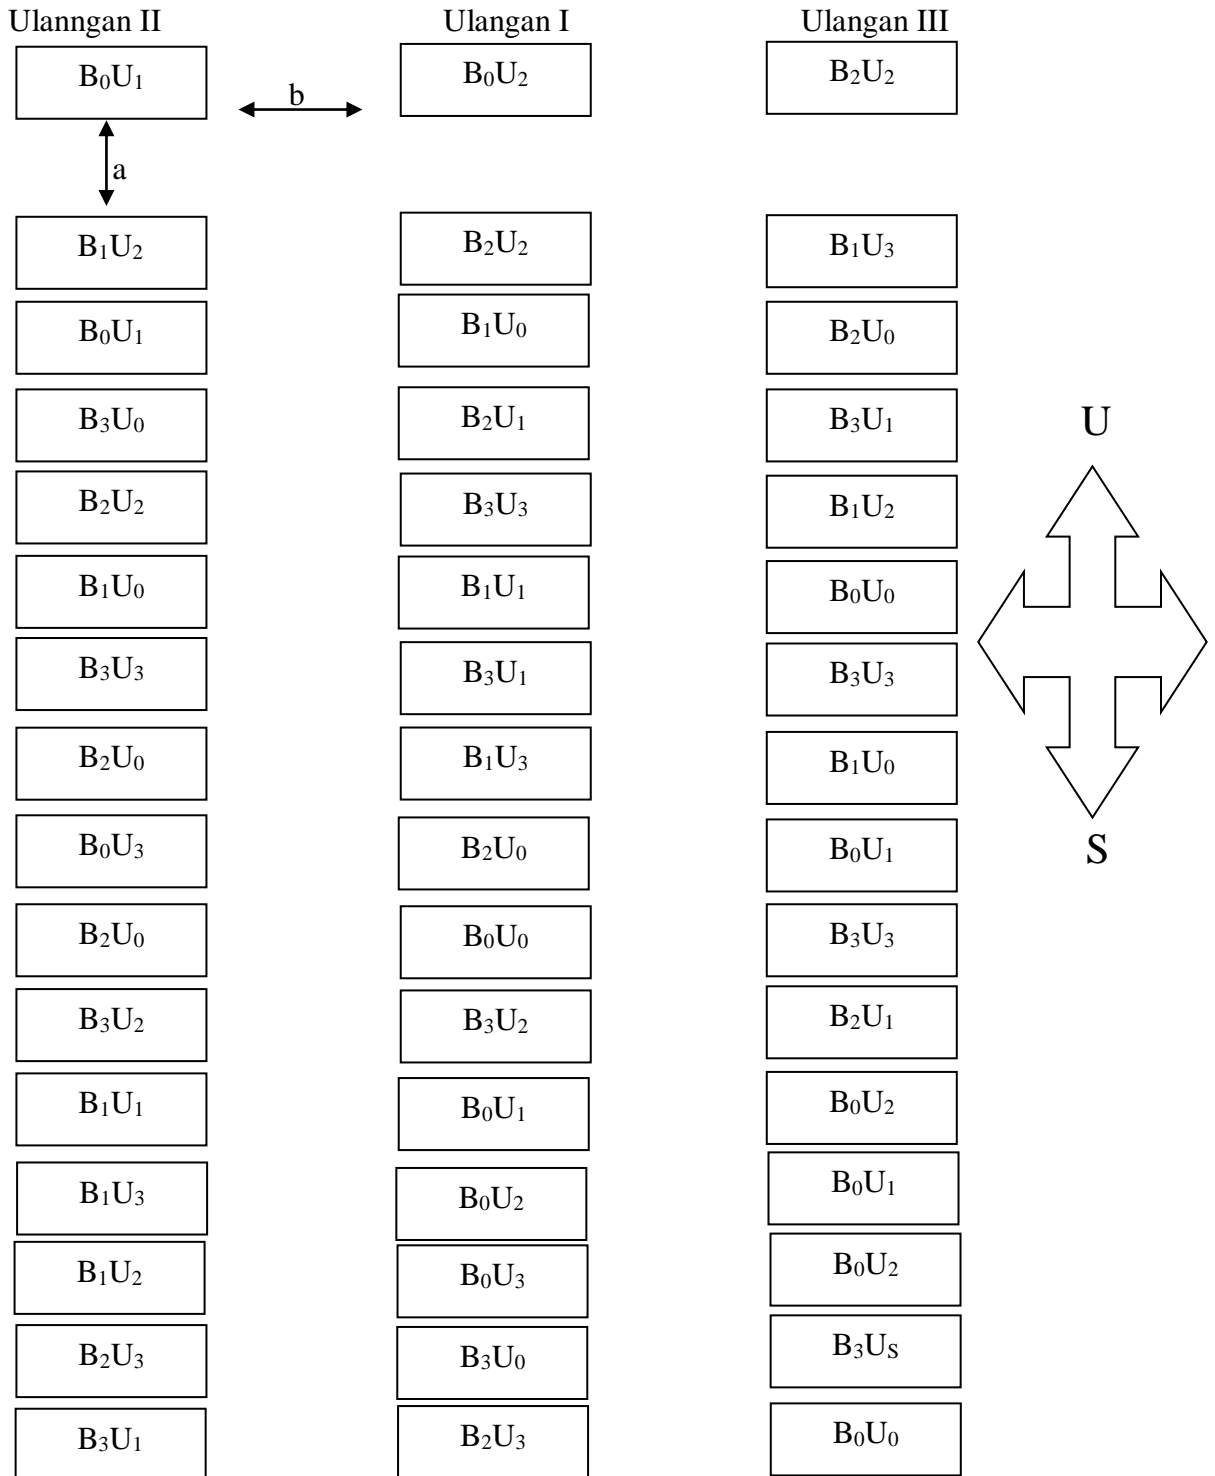 Ulanngan II Ulangan I Ulangan III
B₀U₁ b B₀U₂ B₂U₂
a
B₁U₂ B₂U₂ B₁U₃
B₀U₁ B₁U₀ B₂U₀
B₃U₀ B₂U₁ B₃U₁
U
B₂U₂ B₃U₃ B₁U₂
B₁U₀ B₁U₁ B₀U₀
B₃U₃ B₃U₁ B₃U₃
B₂U₀ B₁U₃ B₁U₀
B₀U₃ B₂U₀ B₀U₁
S
B₂U₀ B₀U₀ B₃U₃
B₃U₂ B₃U₂ B₂U₁
B₁U₁ B₀U₁ B₀U₂
B₁U₃ B₀U₂ B₀U₁
B₁U₂ B₀U₃ B₀U₂
B₂U₃ B₃U₀ B₃US
B₃U₁ B₂U₃ B₀U₀